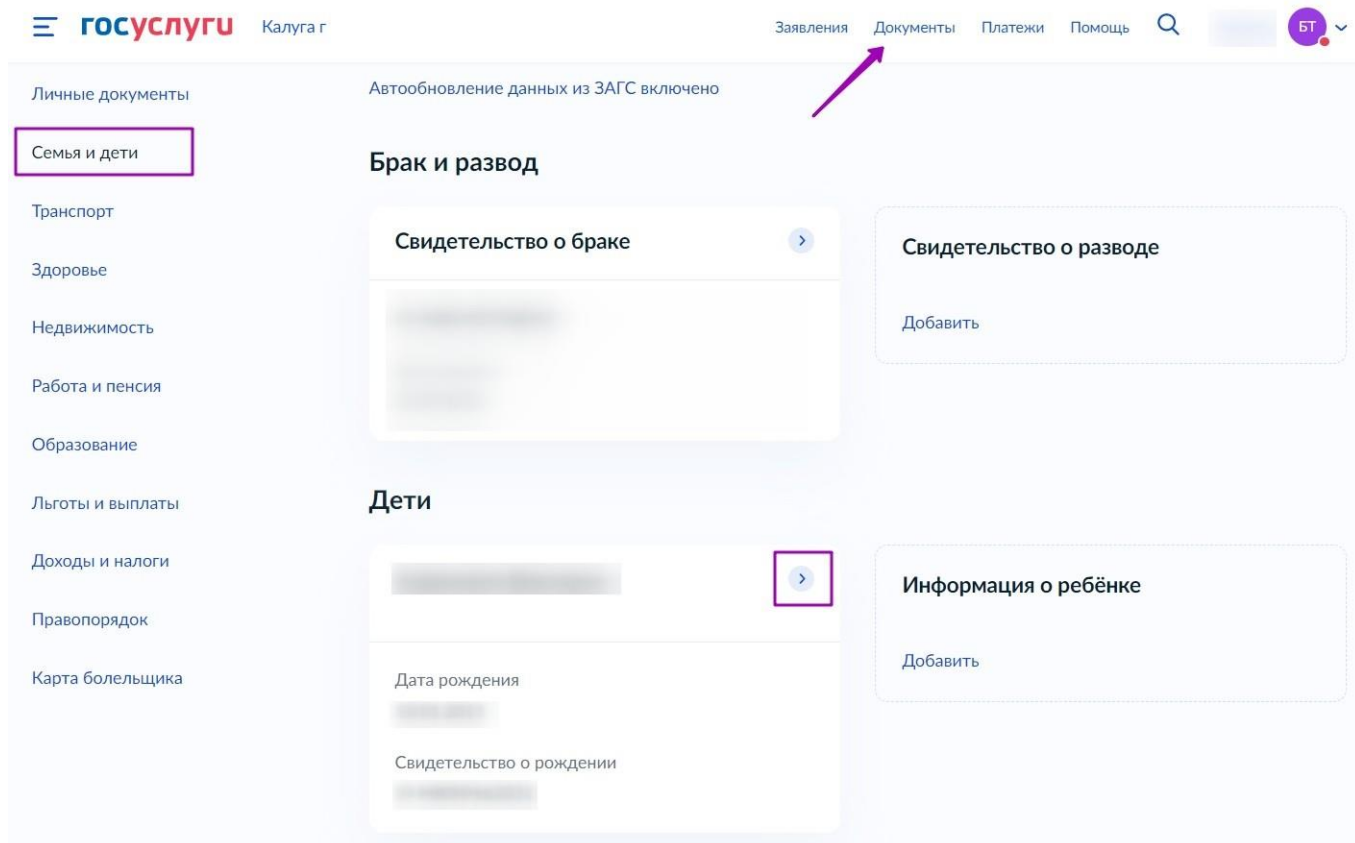 госуслуги Калуга г Заявления Документы Платежи Помощь БТ
Личные документы
Семья и дети
Транспорт
Здоровье
Недвижимость
Работа и пенсия
Образование
Льготы и выплаты
Доходы и налоги
Правопорядок
Карта болельщика
Автообновление данных из ЗАГС включено
Брак и развод
Свидетельство о браке
Свидетельство о разводе
Добавить
Дети
Дата рождения
Свидетельство о рождении
Информация о ребёнке
Добавить